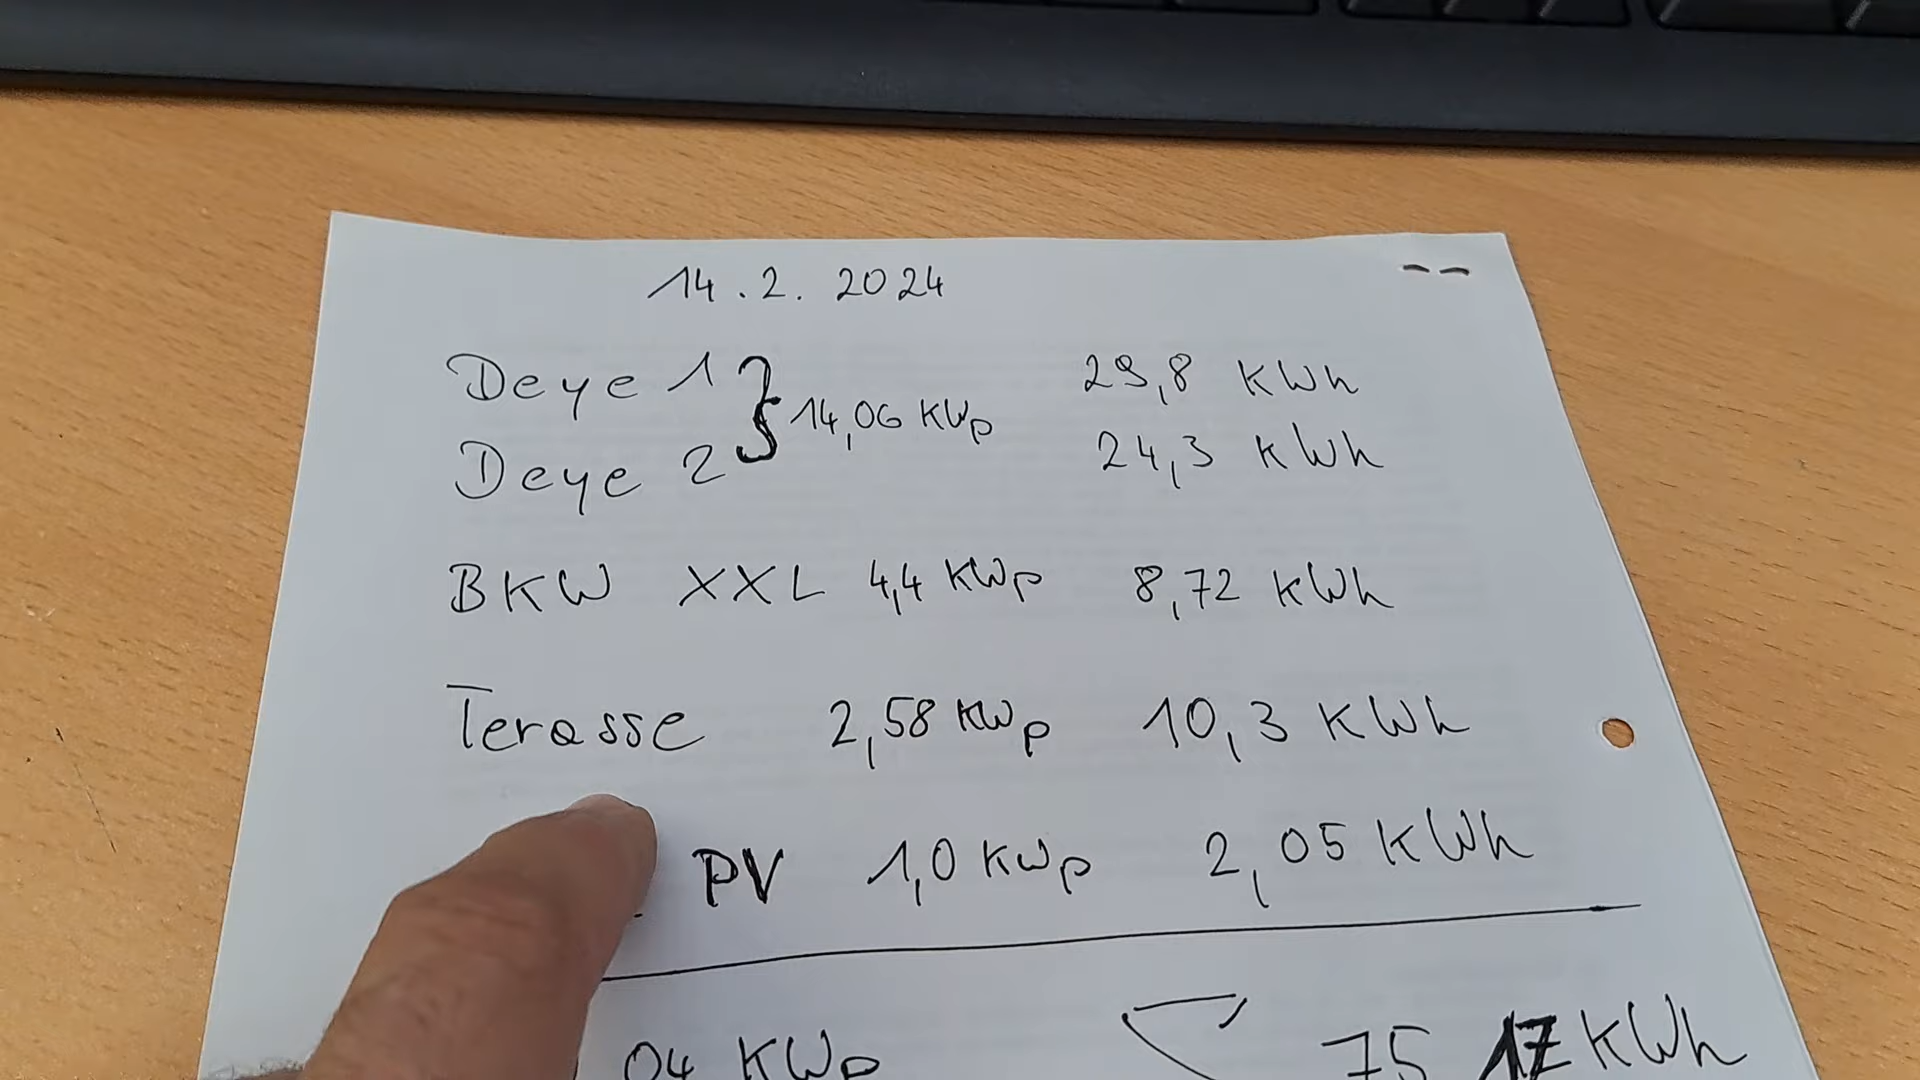 14.2.2024
Deye 1 } 14,06 KWp 29,8 KWh
Deye 2 24,3 KWh
BKW XXL 4,4 KWp 8,72 KWh
Terasse 2,58 KWp 10,3 KWh
PV 1,0 KWp 2,05 KWh
04 KWp 75 17 KWh